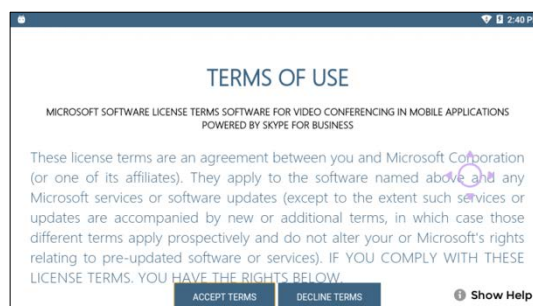 2:40 P
TERMS OF USE
MICROSOFT SOFTWARE LICENSE TERMS SOFTWARE FOR VIDEO CONFERENCING IN MOBILE APPLICATIONS
POWERED BY SKYPE FOR BUSINESS
These license terms are an agreement between you and Microsoft Corporation
(or one of its affiliates). They apply to the software named above and any
Microsoft services or software updates (except to the extent such services or
updates are accompanied by new or additional terms, in which case those
different terms apply prospectively and do not alter your or Microsoft's rights
relating to pre-updated software or services). IF YOU COMPLY WITH THESE
LICENSE TERMS. YOU HAVE THE RIGHTS BELOW.
ACCEPT TERMS DECLINE TERMS Show Help